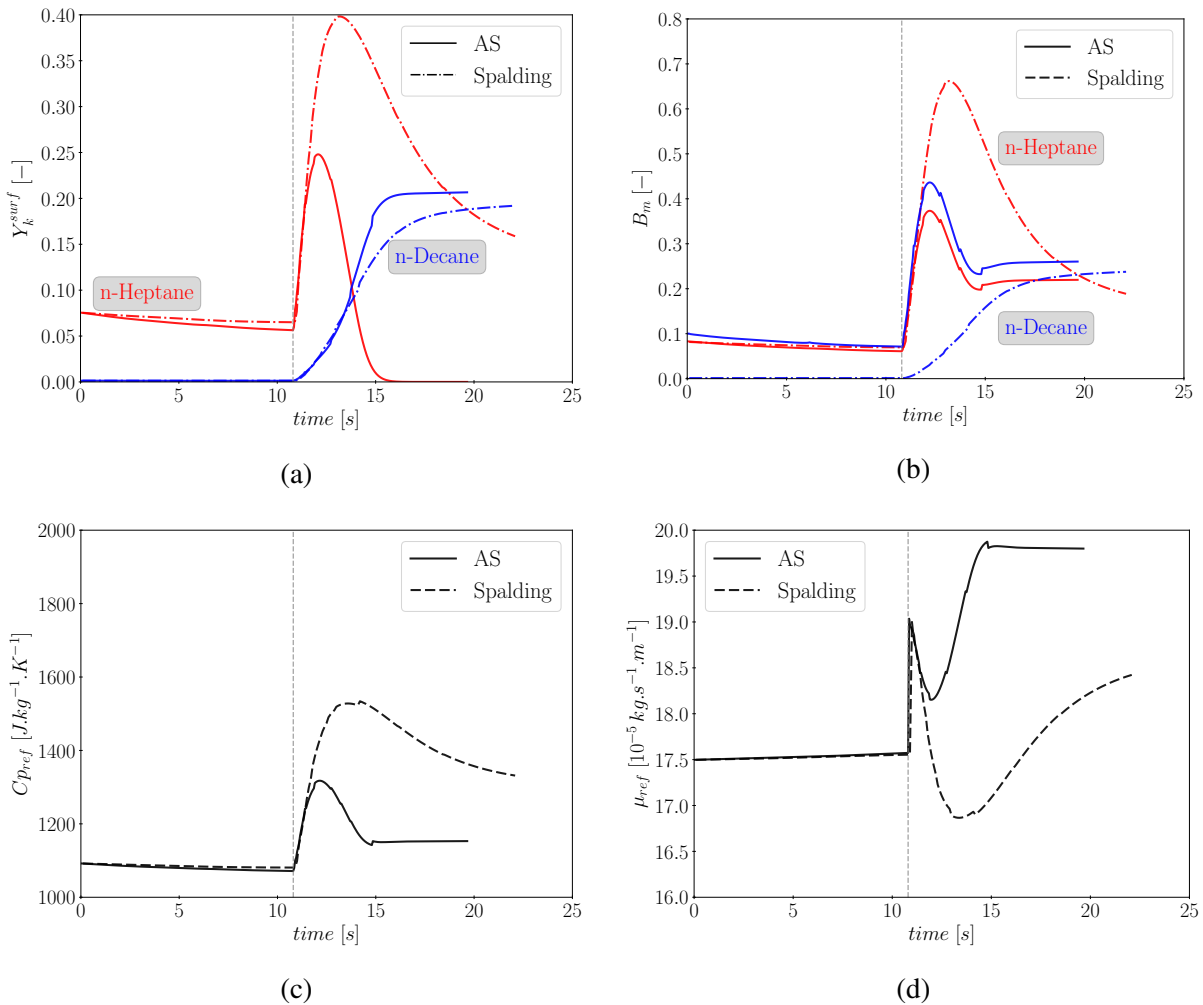 0.40
0.35
0.30
0.25
0.20
0.15
0.10
0.05
0.00
Y_k^{surf} [−]
AS
Spalding
n-Heptane
n-Decane
0 5 10 15 20 25
time [s]
(a)
0.8
0.7
0.6
0.5
0.4
0.3
0.2
0.1
0.0
B_m [−]
AS
Spalding
n-Heptane
n-Decane
0 5 10 15 20 25
time [s]
(b)
2000
1800
1600
1400
1200
1000
Cp_{ref} [J.kg^{−1}.K^{−1}]
AS
Spalding
0 5 10 15 20 25
time [s]
(c)
20.0
19.5
19.0
18.5
18.0
17.5
17.0
16.5
16.0
μ_{ref} [10^{−5} kg.s^{−1}.m^{−1}]
AS
Spalding
0 5 10 15 20 25
time [s]
(d)